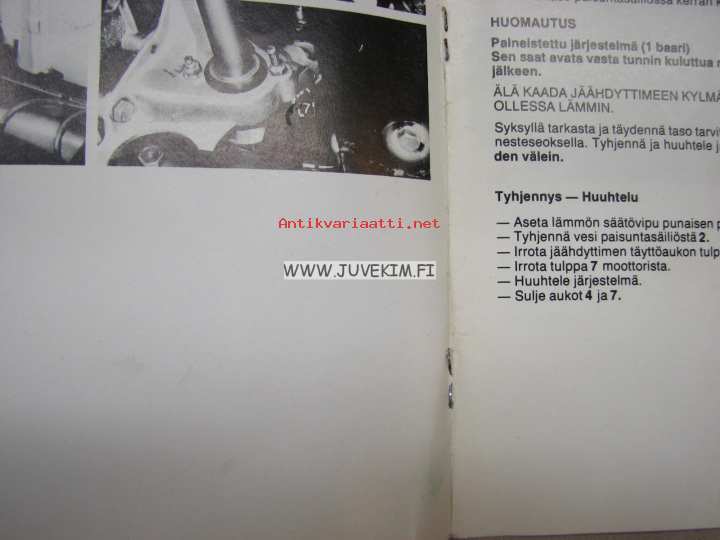 paisuntasäiliössä kerran
HUOMAUTUS
Paineistettu järjestelmä (1 baari)
Sen saat avata vasta tunnin kuluttua
jälkeen.
ÄLÄ KAADA JÄÄHDYTTIMEEN KYLMÄ
OLLESSA LÄMMIN.
Syksyllä tarkasta ja täydennä taso tarvi
nesteseoksella. Tyhjennä ja huuhtele j
den välein.
Tyhjennys — Huuhtelu
— Aseta lämmön säätövipu punaisen p
— Tyhjennä vesi paisuntasäiliöstä 2.
— Irrota jäähdyttimen täyttöaukon tulp
— Irrota tulppa 7 moottorista.
— Huuhtele järjestelmä.
— Sulje aukot 4 ja 7.
Antikvariaatti.net
WWW.JUVEKIM.FI